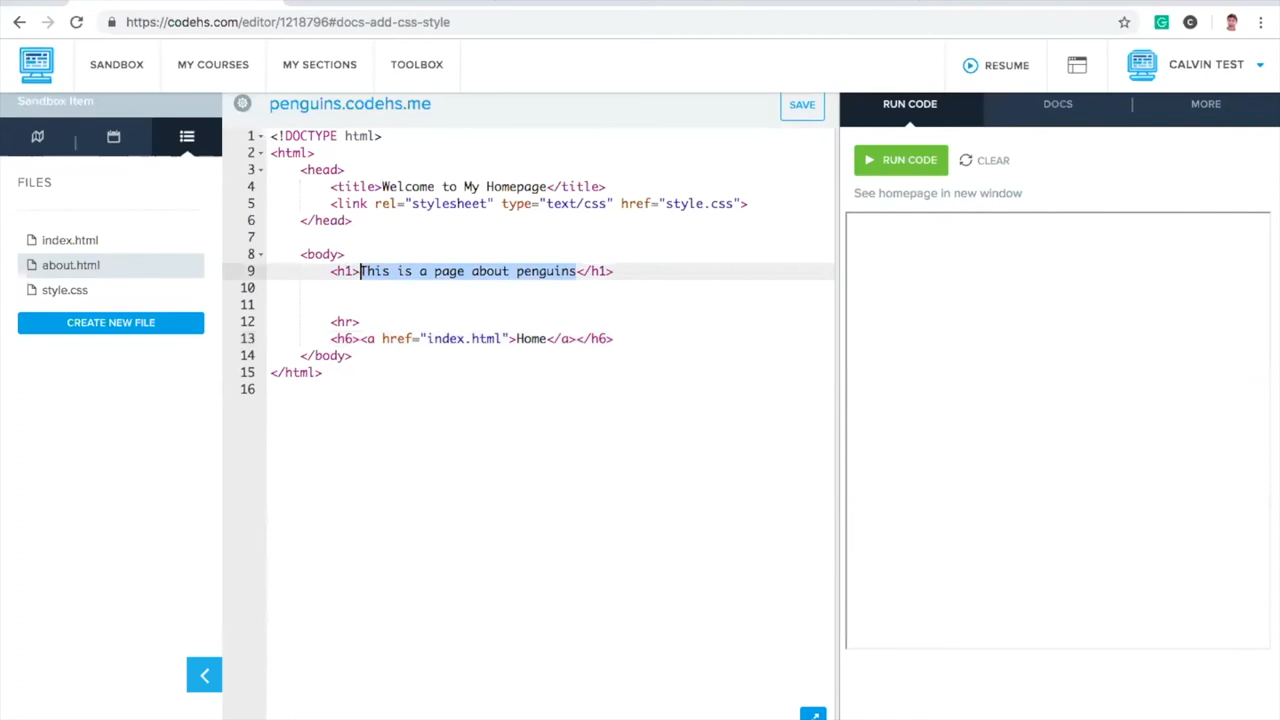 https://codehs.com/editor/1218796#docs-add-css-style
SANDBOX MY COURSES MY SECTIONS TOOLBOX RESUME CALVIN TEST
Sandbox Item
penguins.codehs.me SAVE
RUN CODE DOCS MORE
FILES
index.html
about.html
style.css
CREATE NEW FILE
1 <!DOCTYPE html>
2 <html>
3 <head>
4 <title>Welcome to My Homepage</title>
5 <link rel="stylesheet" type="text/css" href="style.css">
6 </head>
7
8 <body>
9 <h1>This is a page about penguins</h1>
10
11
12 <hr>
13 <h6><a href="index.html">Home</a></h6>
14 </body>
15 </html>
16
RUN CODE CLEAR
See homepage in new window